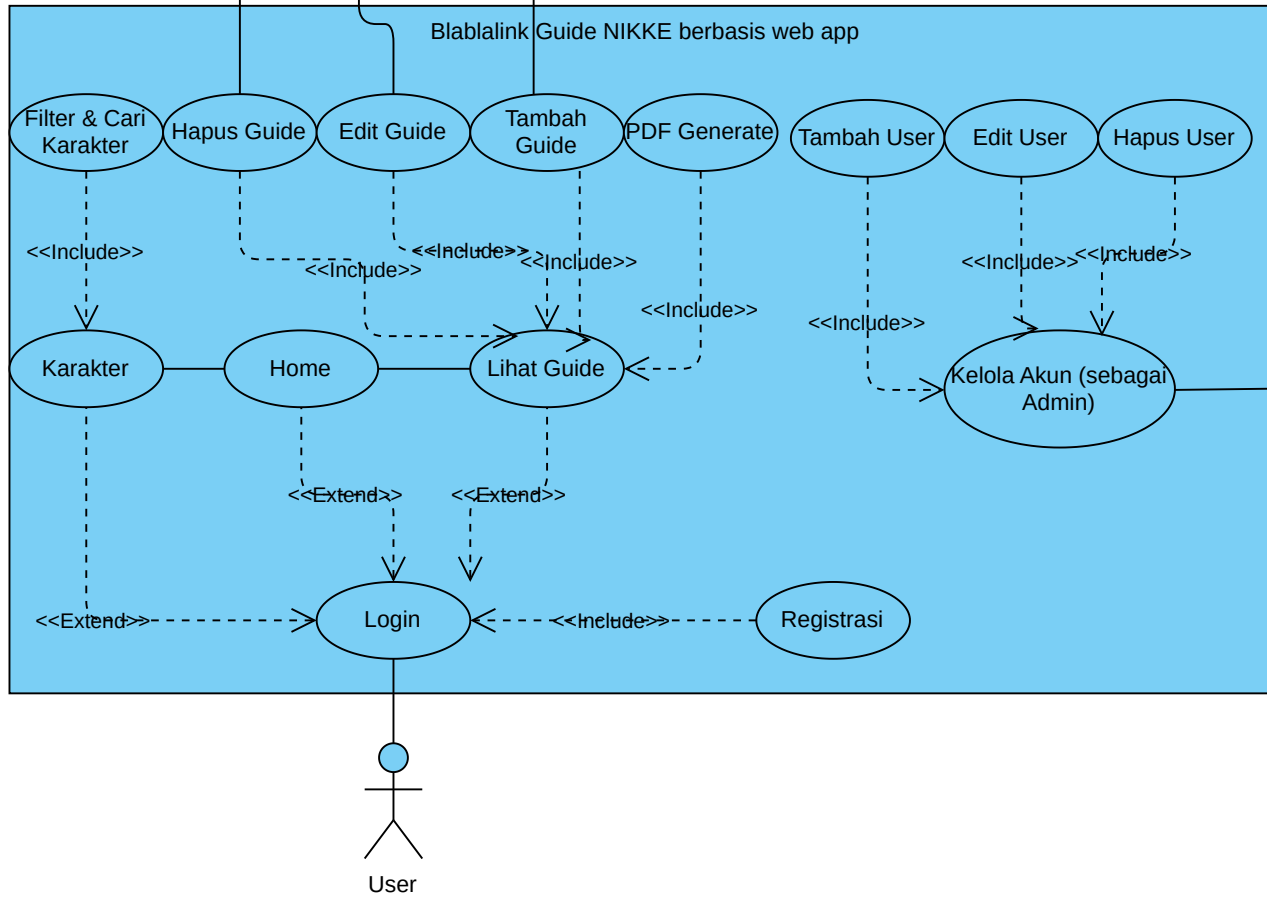 Blablalink Guide NIKKE berbasis web app
Filter & Cari
Karakter
Hapus Guide
Edit Guide
Tambah
Guide
PDF Generate
Tambah User
Edit User
Hapus User
<<Include>>
<<Include>>
<<Include>>
<<Include>>
<<Include>>
<<Include>>
<<Include>>
<<Include>>
Karakter
Home
Lihat Guide
Kelola Akun (sebagai
Admin)
<<Extend>>
<<Extend>>
<<Extend>>
Login
<<Include>>
Registrasi
User